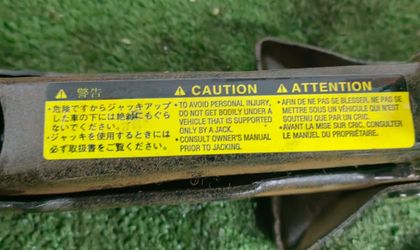 警告
・危険ですからジャッキアップ
した車の下には絶対にもぐら
ないでください。
・ジャッキを使用するときには
必ず取扱書をご覧ください。
CAUTION
• TO AVOID PERSONAL INJURY,
DO NOT GET BODILY UNDER A
VEHICLE THAT IS SUPPORTED
ONLY BY A JACK.
• CONSULT OWNER'S MANUAL
PRIOR TO JACKING.
ATTENTION
• AFIN DE NE PAS SE BLESSER. NE PAS SE
METTRE SOUS UN VÉHICULE QUI N'EST
SOUTENU QUE PAR UN CRIC.
• AVANT LA MISE SUR CRIC, CONSULTER
LE MANUEL DU PROPRIÉTAIRE.